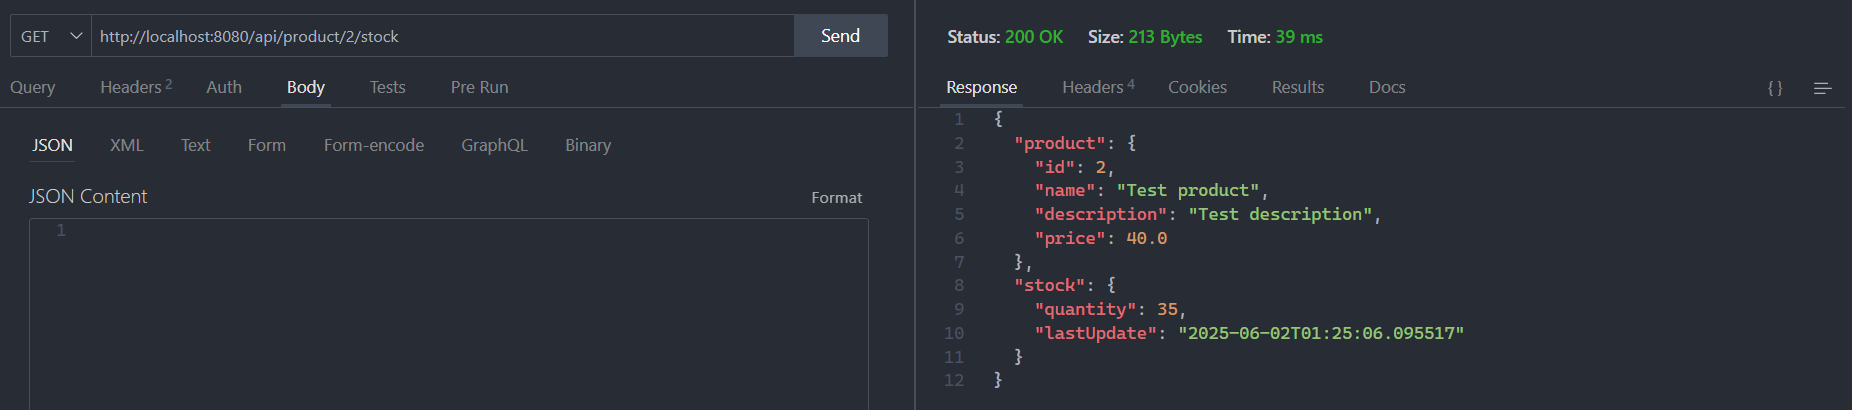 GET http://localhost:8080/api/product/2/stock Send
Query Headers 2 Auth Body Tests Pre Run
JSON XML Text Form Form-encode GraphQL Binary
JSON Content Format
1
Status: 200 OK Size: 213 Bytes Time: 39 ms
Response Headers 4 Cookies Results Docs {}
1 {
2 "product": {
3 "id": 2,
4 "name": "Test product",
5 "description": "Test description",
6 "price": 40.0
7 },
8 "stock": {
9 "quantity": 35,
10 "lastUpdate": "2025-06-02T01:25:06.095517"
11 }
12 }